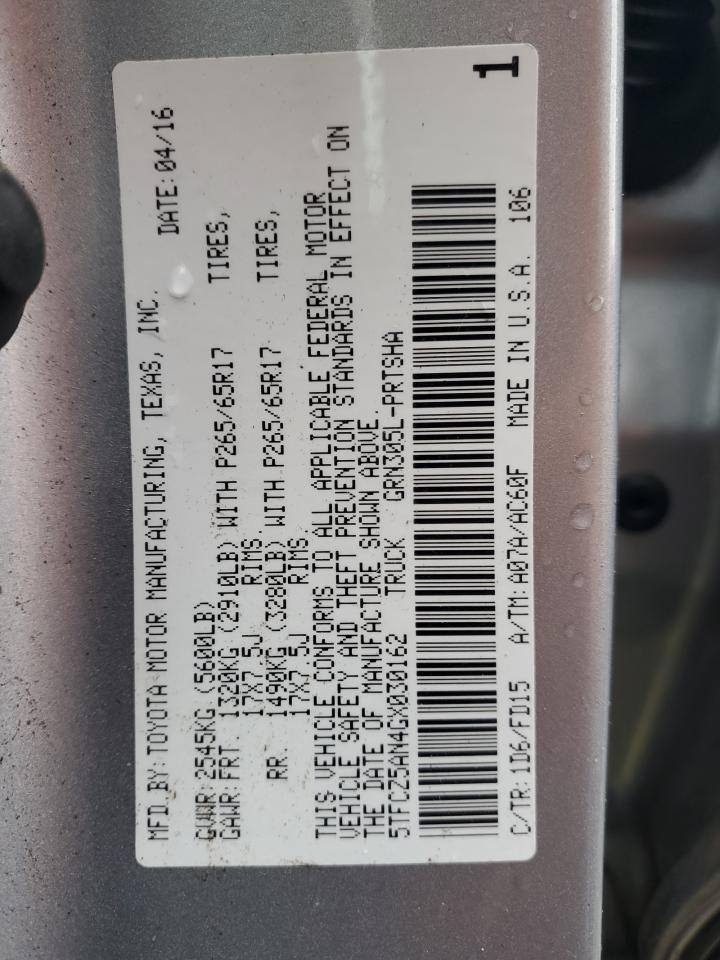 MFD.BY:TOYOTA MOTOR MANUFACTURING, TEXAS, INC. DATE:04/16
GVWR:2545KG (5600LB)
GAWR:FRT. 1320KG (2910LB) WITH P265/65R17 TIRES,
17X7.5J RIMS.
RR. 1490KG (3280LB) WITH P265/65R17 TIRES,
17X7.5J RIMS.
THIS VEHICLE CONFORMS TO ALL APPLICABLE FEDERAL MOTOR
VEHICLE SAFETY AND THEFT PREVENTION STANDARDS IN EFFECT ON
THE DATE OF MANUFACTURE SHOWN ABOVE.
5TFCZ5AN4GX030162 TRUCK GRN305L-PRTSHA
C/TR:1D6/FD15 A/TM:A07A/AC60F MADE IN U.S.A. 106
1